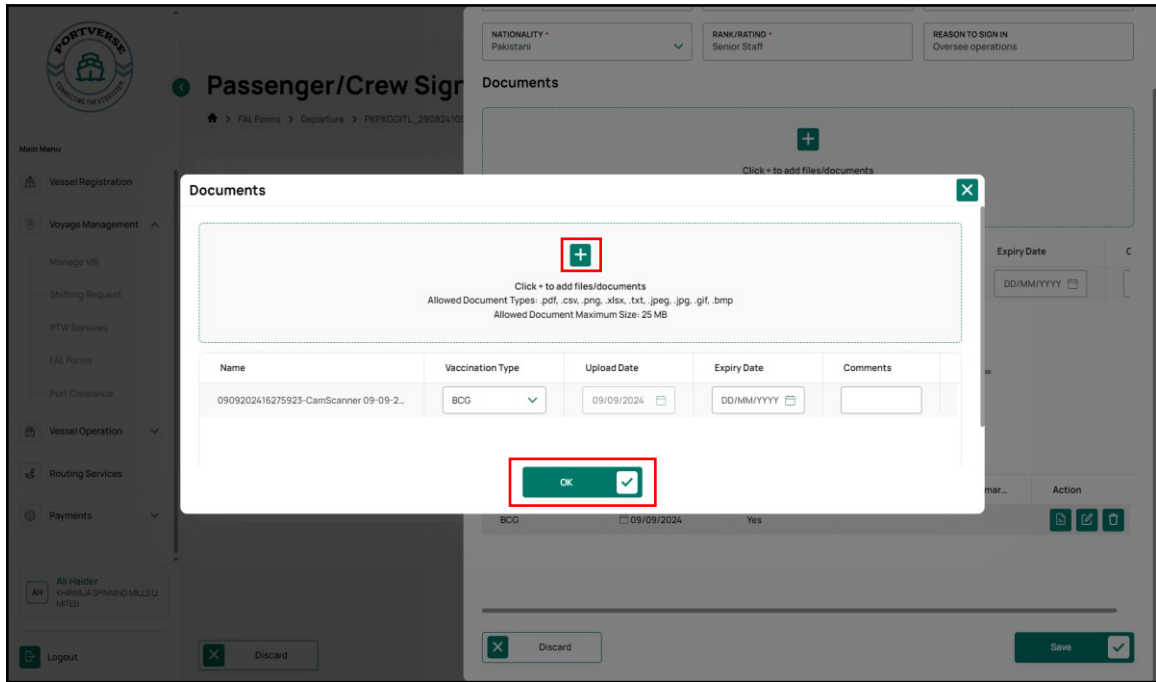 PORTVERSE
CONNECTING THE ECOSYSTEM
Main Menu
Vessel Registration
Voyage Management
Manage VIR
Shifting Request
PTW Services
FAL Forms
Port Clearance
Vessel Operation
Routing Services
Payments
AH
Ali Haider
KHAWAJA SPINNING MILLS LI
MITED
Logout
Passenger/Crew Sign
FAL Forms > Departure > PKPKGGITL_290824105
Discard
NATIONALITY *
Pakistani
RANK/RATING *
Senior Staff
REASON TO SIGN IN
Oversee operations
Documents
Click + to add files/documents
Expiry Date
C
DD/MM/YYYY
Documents
Click + to add files/documents
Allowed Document Types: .pdf, .csv, .png, .xlsx, .txt, .jpeg, .jpg, .gif, .bmp
Allowed Document Maximum Size: 25 MB
Name Vaccination Type Upload Date Expiry Date Comments
0909202416275923-CamScanner 09-09-2... BCG 09/09/2024 DD/MM/YYYY
OK
mar... Action
BCG 09/09/2024 Yes
Discard
Save